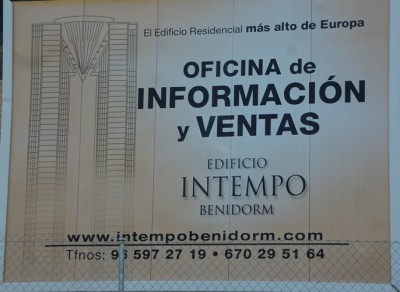 El Edificio Residencial más alto de Europa
OFICINA de
INFORMACIÓN
y VENTAS
EDIFICIO
INTEMPO
BENIDORM
www.intempobenidorm.com
Tfnos: 96 597 27 19 • 670 29 51 64